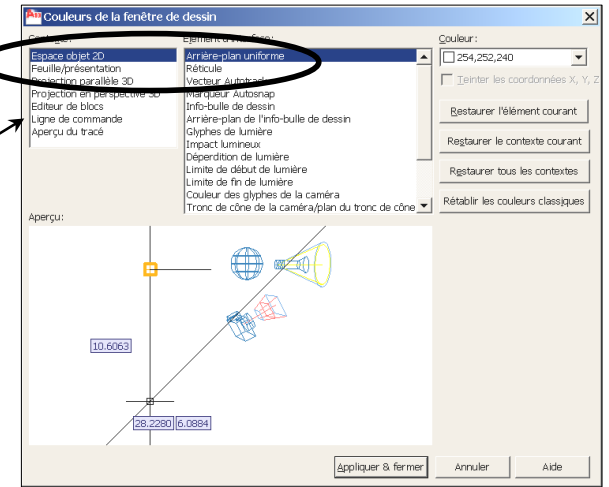 Couleurs de la fenêtre de dessin
Contexte:
Espace objet 2D
Feuille/présentation
Projection parallèle 3D
Projection en perspective 3D
Editeur de blocs
Ligne de commande
Aperçu du tracé
Elément d'interface:
Arrière-plan uniforme
Réticule
Vecteur Autotrack
Marqueur Autosnap
Info-bulle de dessin
Arrière-plan de l'info-bulle de dessin
Glyphes de lumière
Impact lumineux
Déperdition de lumière
Limite de début de lumière
Limite de fin de lumière
Couleur des glyphes de la caméra
Tronc de cône de la caméra/plan du tronc de cône
Couleur:
254,252,240
Teinter les coordonnées X, Y, Z
Restaurer l'élément courant
Restaurer le contexte courant
Restaurer tous les contextes
Rétablir les couleurs classiques
Aperçu:
10.6063
28.2280 6.0884
Appliquer & fermer
Annuler
Aide